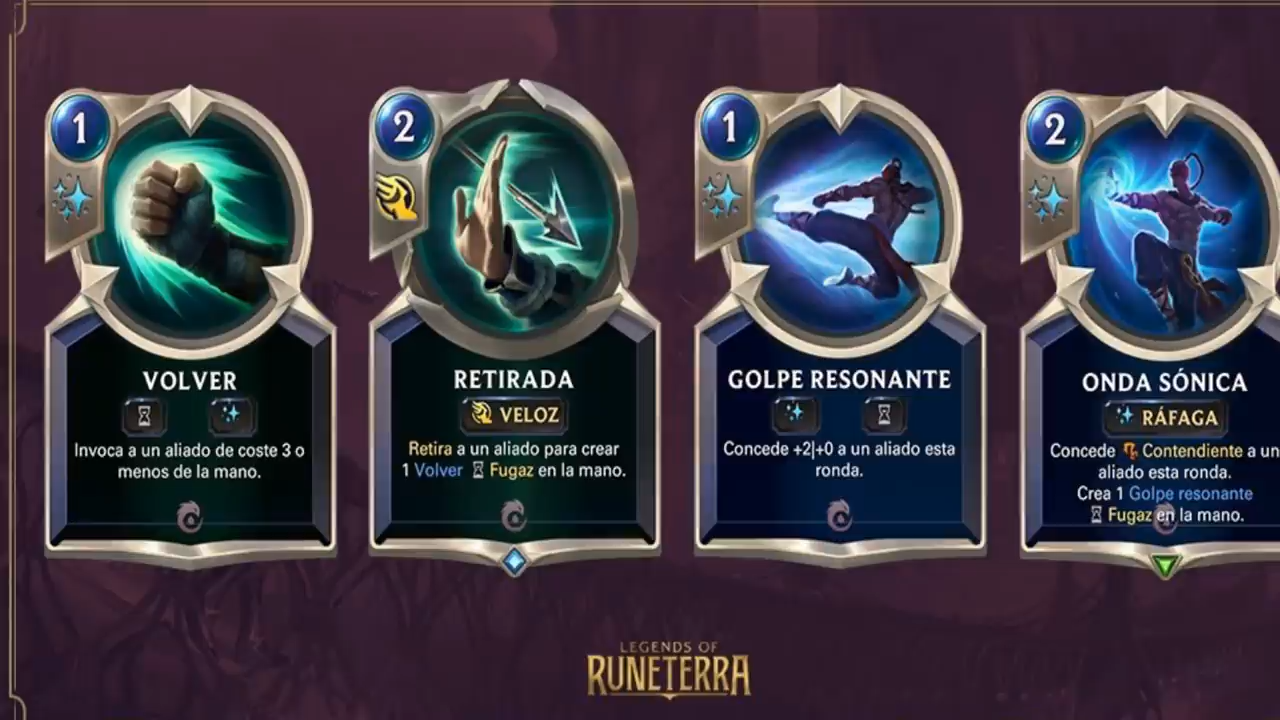 1
VOLVER
Invoca a un aliado de coste 3 o
menos de la mano.
2
RETIRADA
VELOZ
Retira a un aliado para crear
1 Volver Fugaz en la mano.
1
GOLPE RESONANTE
Concede +2|+0 a un aliado esta
ronda.
2
ONDA SÓNICA
RÁFAGA
Concede Contendiente a un
aliado esta ronda.
Crea 1 Golpe resonante
Fugaz en la mano.
LEGENDS OF
RUNETERRA